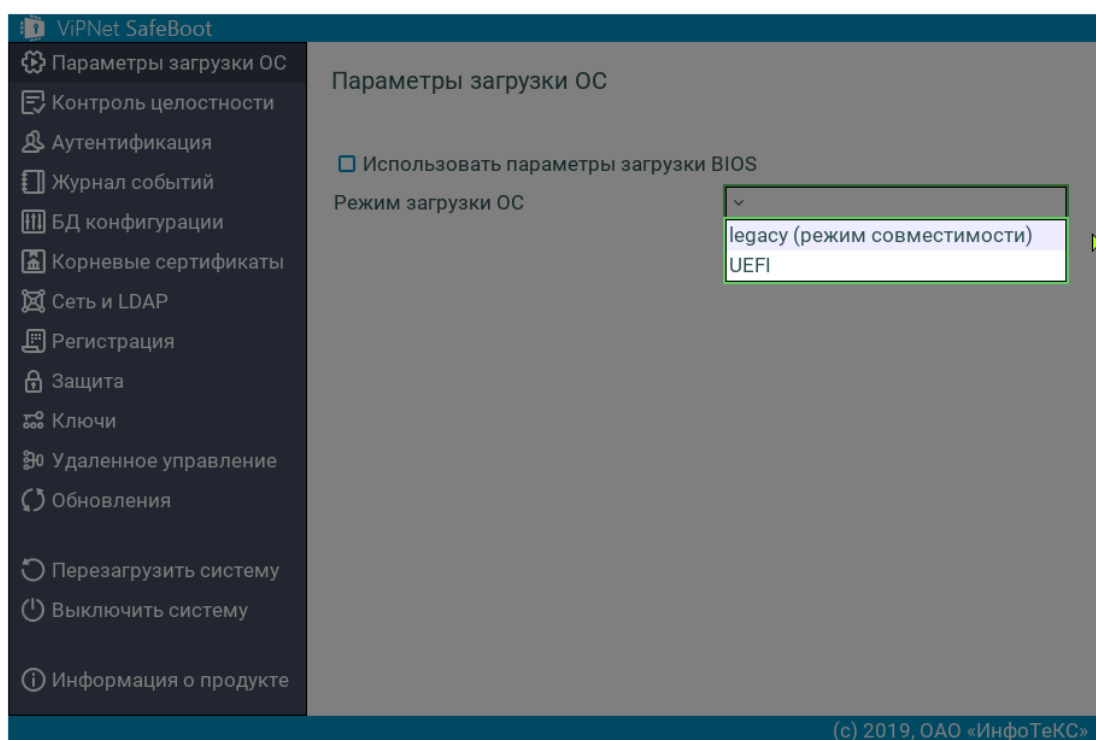 ViPNet SafeBoot
Параметры загрузки ОС
Контроль целостности
Аутентификация
Журнал событий
БД конфигурации
Корневые сертификаты
Сеть и LDAP
Регистрация
Защита
Ключи
Удаленное управление
Обновления
Перезагрузить систему
Выключить систему
Информация о продукте
Параметры загрузки ОС
Использовать параметры загрузки BIOS
Режим загрузки ОС
legacy (режим совместимости)
UEFI
(c) 2019, ОАО «ИнфоТеКС»